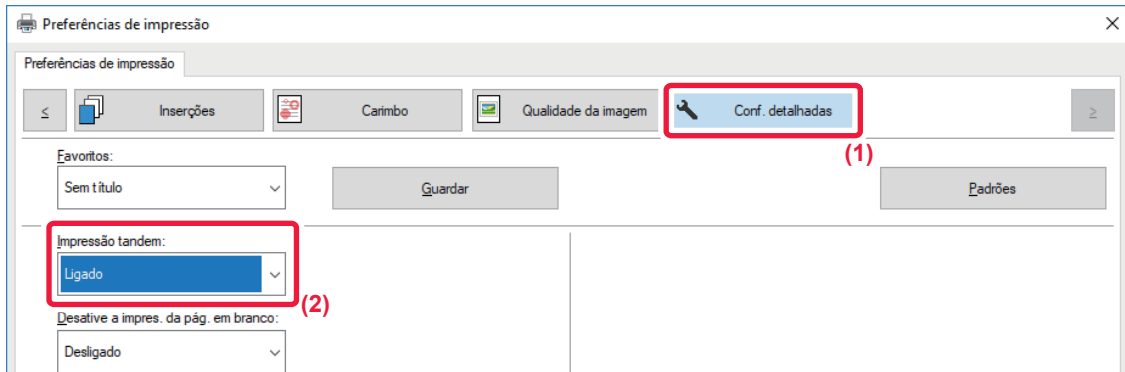 Preferências de impressão
Preferências de impressão
≤ Inserções Carimbo Qualidade da imagem Conf. detalhadas ≥
(1)
Favoritos:
Sem título Guardar Padrões
Impressão tandem:
Ligado
(2)
Desative a impres. da pág. em branco:
Desligado